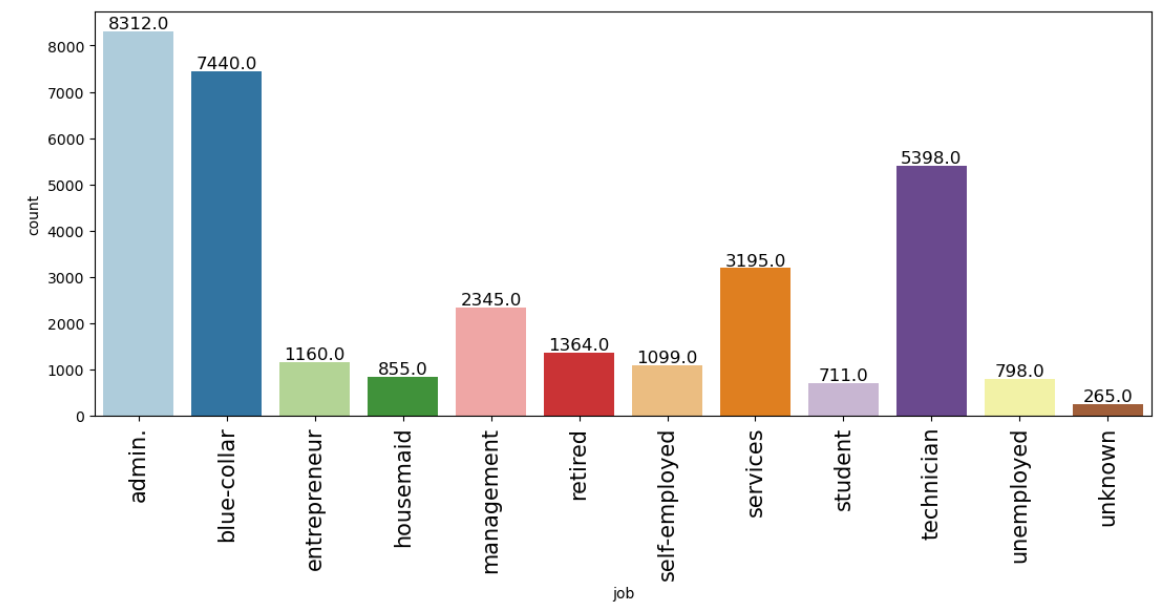 8312.0
7440.0
1160.0
855.0
2345.0
1364.0
1099.0
3195.0
711.0
5398.0
798.0
265.0
count
8000
7000
6000
5000
4000
3000
2000
1000
0
admin.
blue-collar
entrepreneur
housemaid
management
retired
self-employed
services
student
technician
unemployed
unknown
job